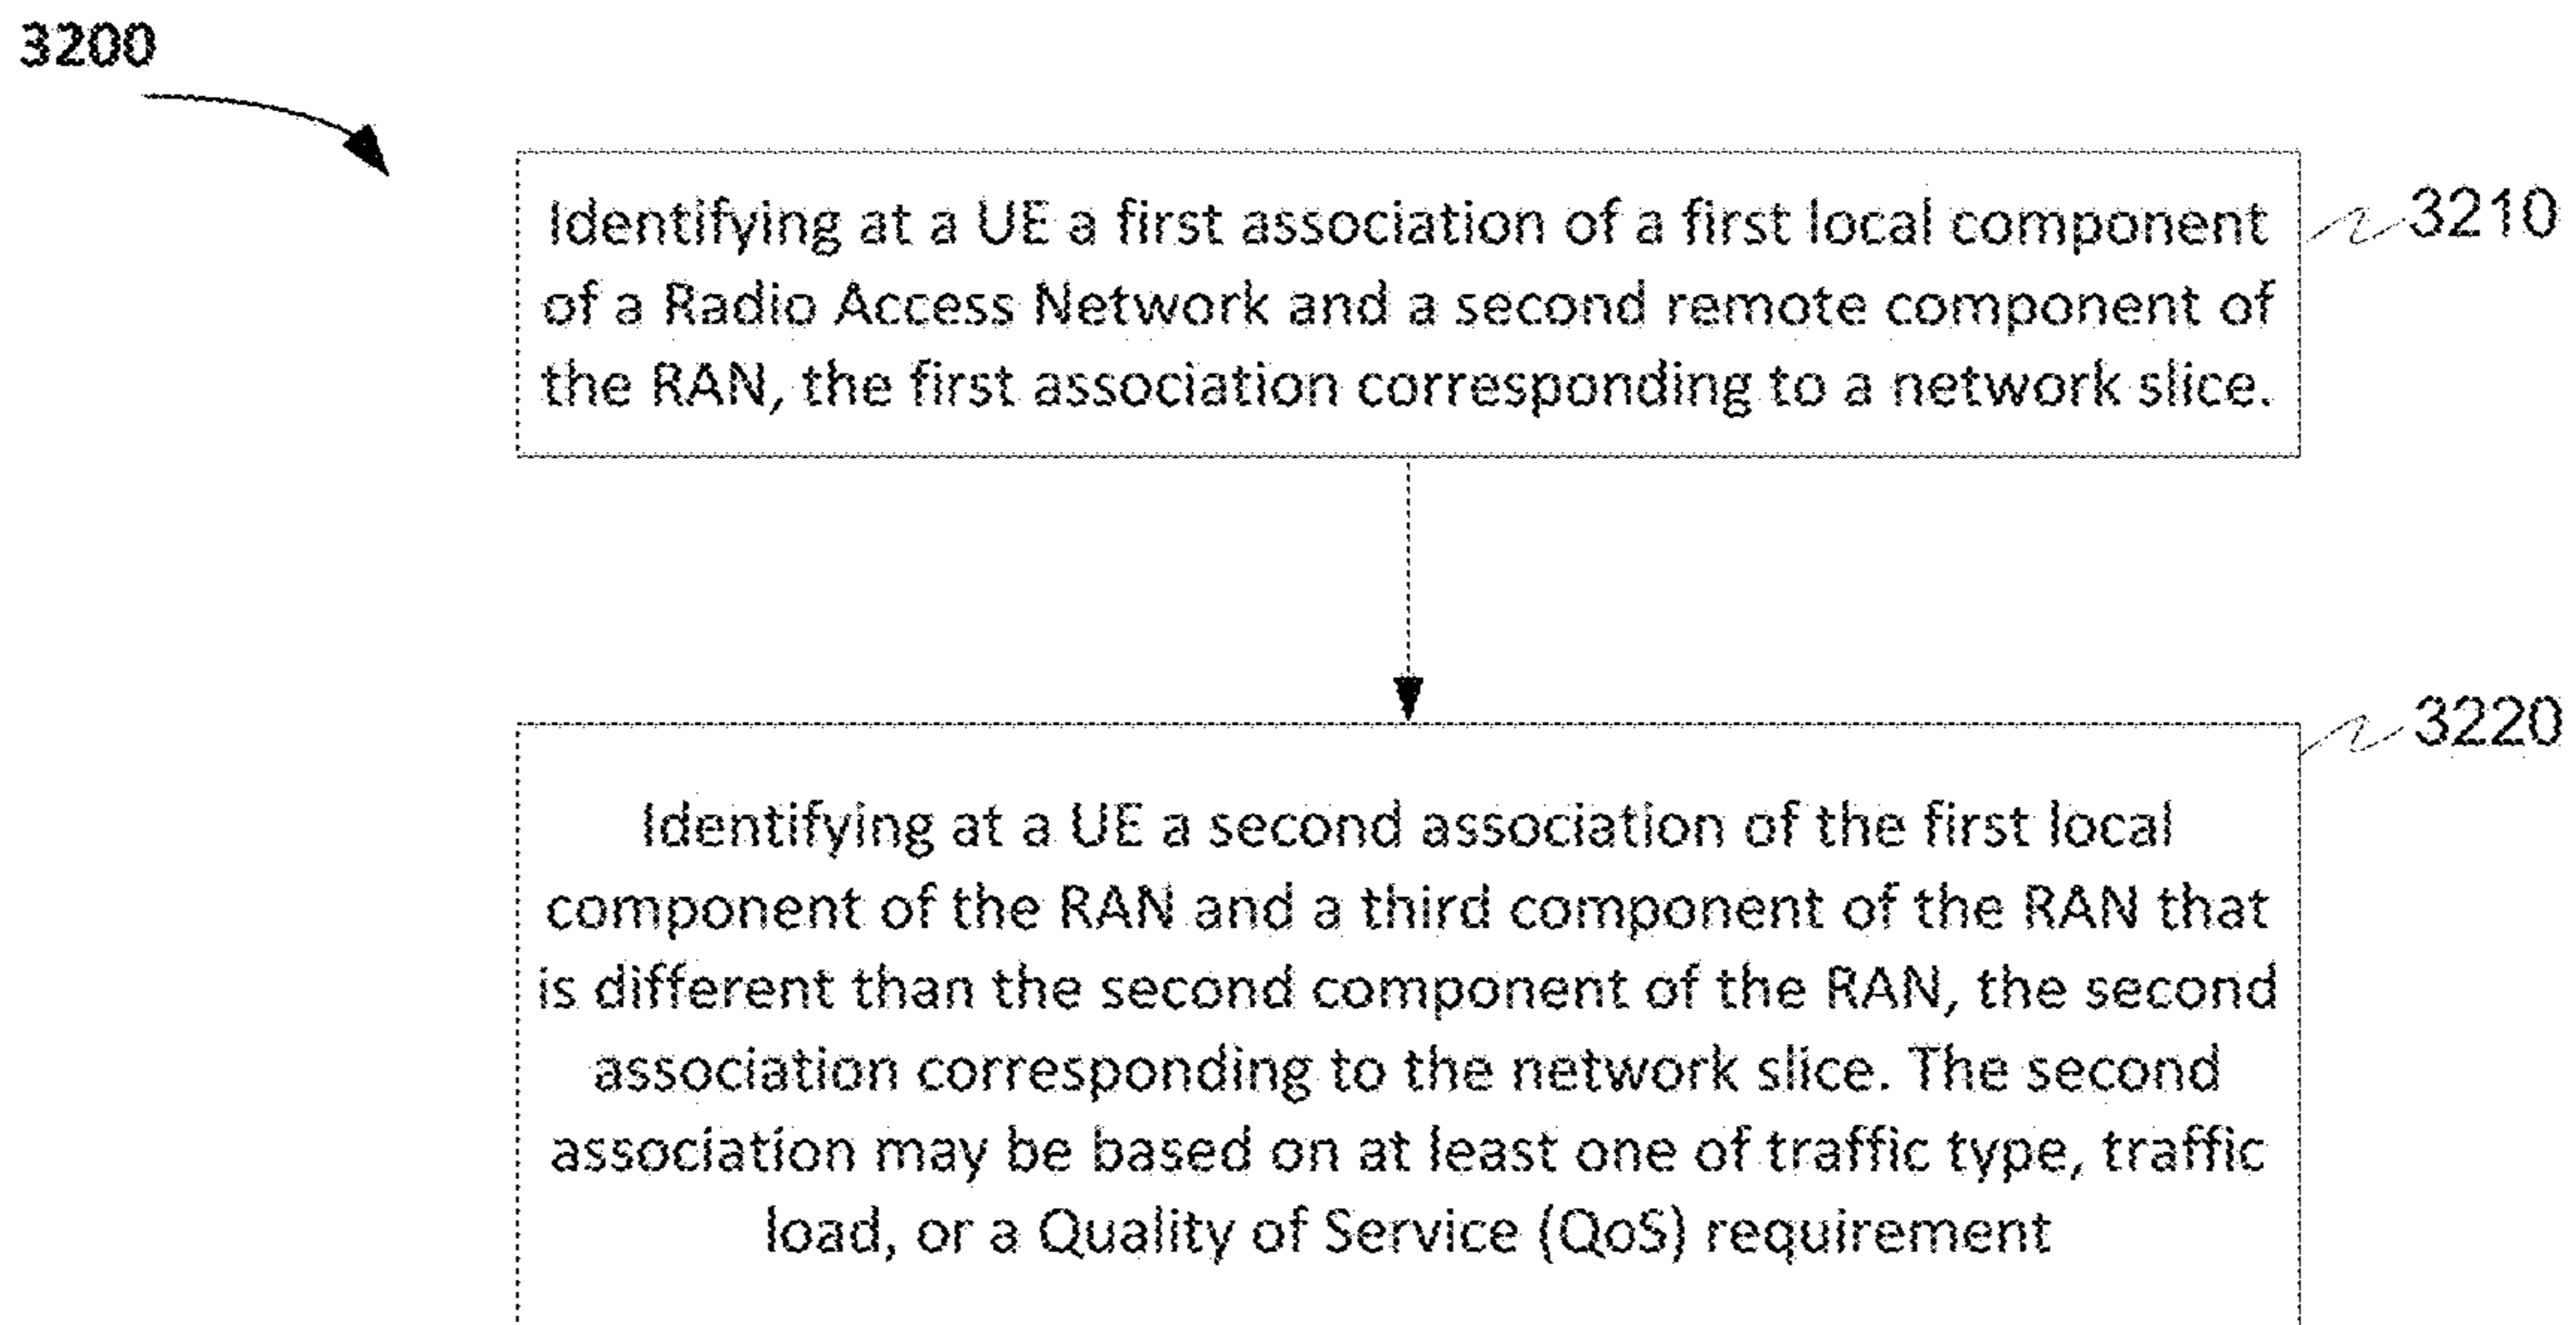 3200
Identifying at a UE a first association of a first local component
of a Radio Access Network and a second remote component of
the RAN, the first association corresponding to a network slice.
3210
3220
Identifying at a UE a second association of the first local
component of the RAN and a third component of the RAN that
is different than the second component of the RAN, the second
association corresponding to the network slice. The second
association may be based on at least one of traffic type, traffic
load, or a Quality of Service (QoS) requirement